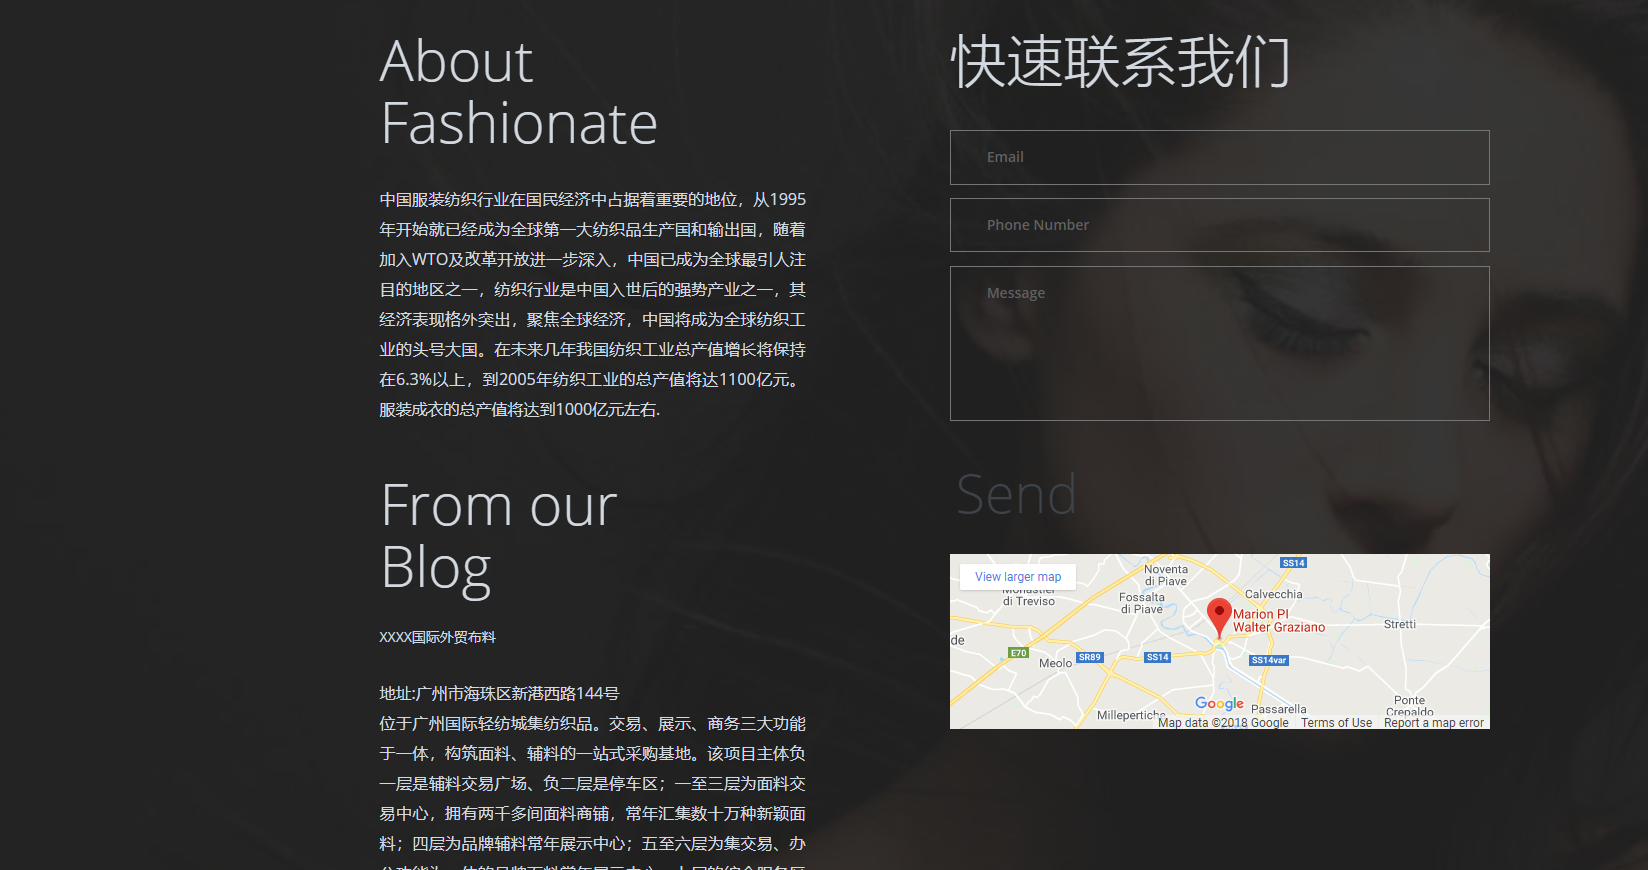 About
Fashionate
中国服装纺织行业在国民经济中占据着重要的地位，从1995
年开始就已经成为全球第一大纺织品生产国和输出国，随着
加入WTO及改革开放进一步深入，中国已成为全球最引人注
目的地区之一，纺织行业是中国入世后的强势产业之一，其
经济表现格外突出，聚焦全球经济，中国将成为全球纺织工
业的头号大国。在未来几年我国纺织工业总产值增长将保持
在6.3%以上，到2005年纺织工业的总产值将达1100亿元。
服装成衣的总产值将达到1000亿元左右.
From our
Blog
XXXX国际外贸布料
地址:广州市海珠区新港西路144号
位于广州国际轻纺城集纺织品。交易、展示、商务三大功能
于一体，构筑面料、辅料的一站式采购基地。该项目主体负
一层是辅料交易广场、负二层是停车区；一至三层为面料交
易中心，拥有两千多间面料商铺，常年汇集数十万种新颖面
料；四层为品牌辅料常年展示中心；五至六层为集交易、办
快速联系我们
Email
Phone Number
Message
Send
View larger map
Noventa
di Piave
SS14
di Treviso
Fossalta
di Piave
Calvecchia
Marion PI
Walter Graziano
Stretti
de
E70
Meolo
SR89
SS14
SS14var
Ponte
Crepaldo
Google
Passarella
Millepertiche
Map data ©2018 Google
Terms of Use
Report a map error